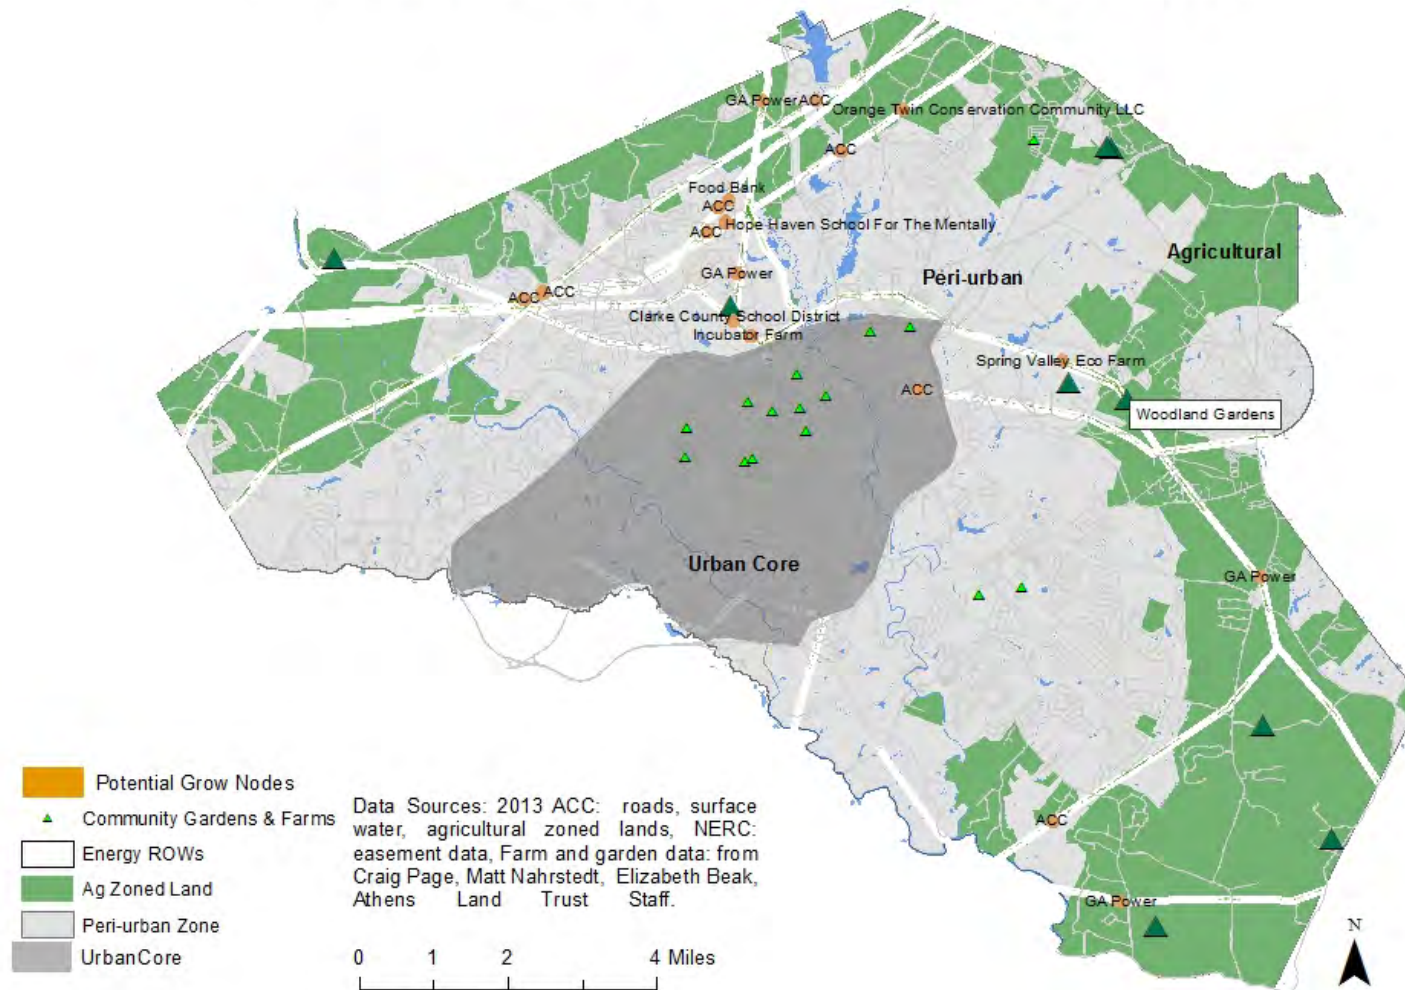 GA Power ACC
Orange Twin Conservation Community LLC
ACC
Food Bank
ACC
Hope Haven School For The Mentally
ACC
Agricultural
GA Power
Peri-urban
ACC
ACC
Clarke County School District
Incubator Farm
Spring Valley Eco Farm
ACC
Woodland Gardens
Urban Core
GA Power
ACC
GA Power
Potential Grow Nodes
Community Gardens & Farms
Energy ROWs
Ag Zoned Land
Peri-urban Zone
UrbanCore
Data Sources: 2013 ACC: roads, surface
water, agricultural zoned lands, NERC:
easement data, Farm and garden data: from
Craig Page, Matt Nahrstedt, Elizabeth Beak,
Athens Land Trust Staff.
0 1 2 4 Miles
N